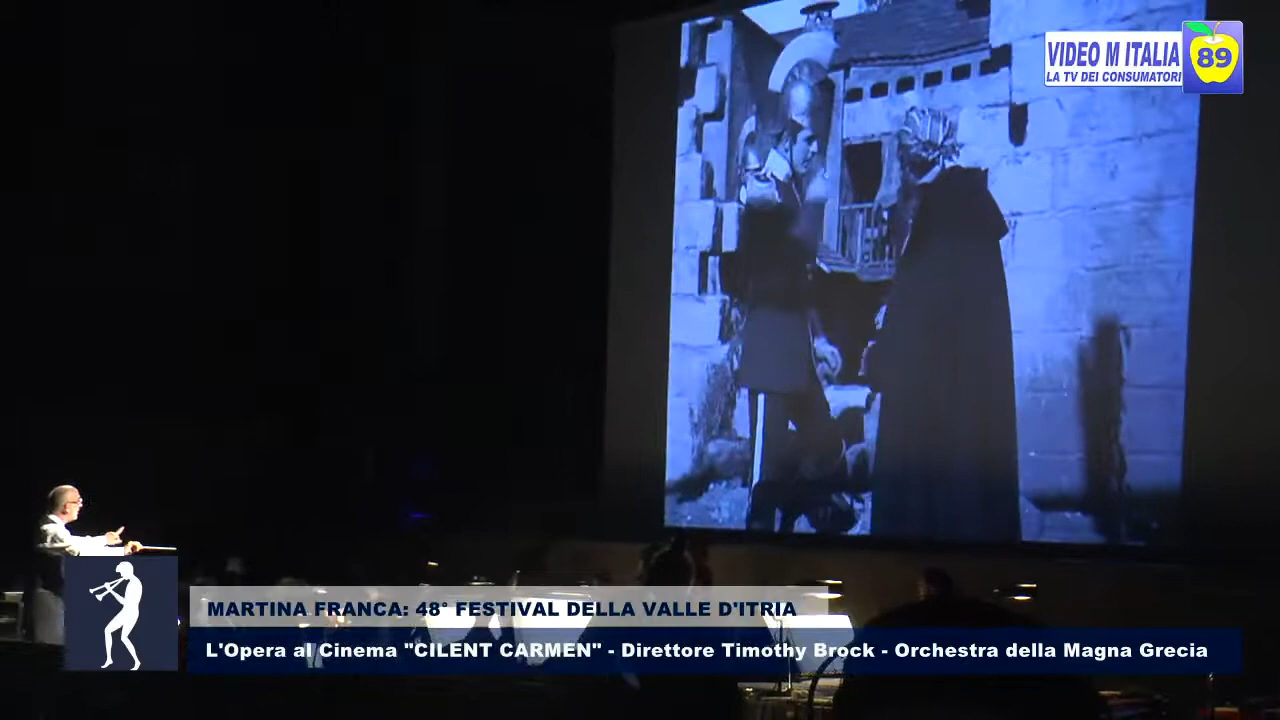 VIDEO M ITALIA
LA TV DEI CONSUMATORI
89
MARTINA FRANCA: 48° FESTIVAL DELLA VALLE D'ITRIA
L'Opera al Cinema "CILENT CARMEN" - Direttore Timothy Brock - Orchestra della Magna Grecia